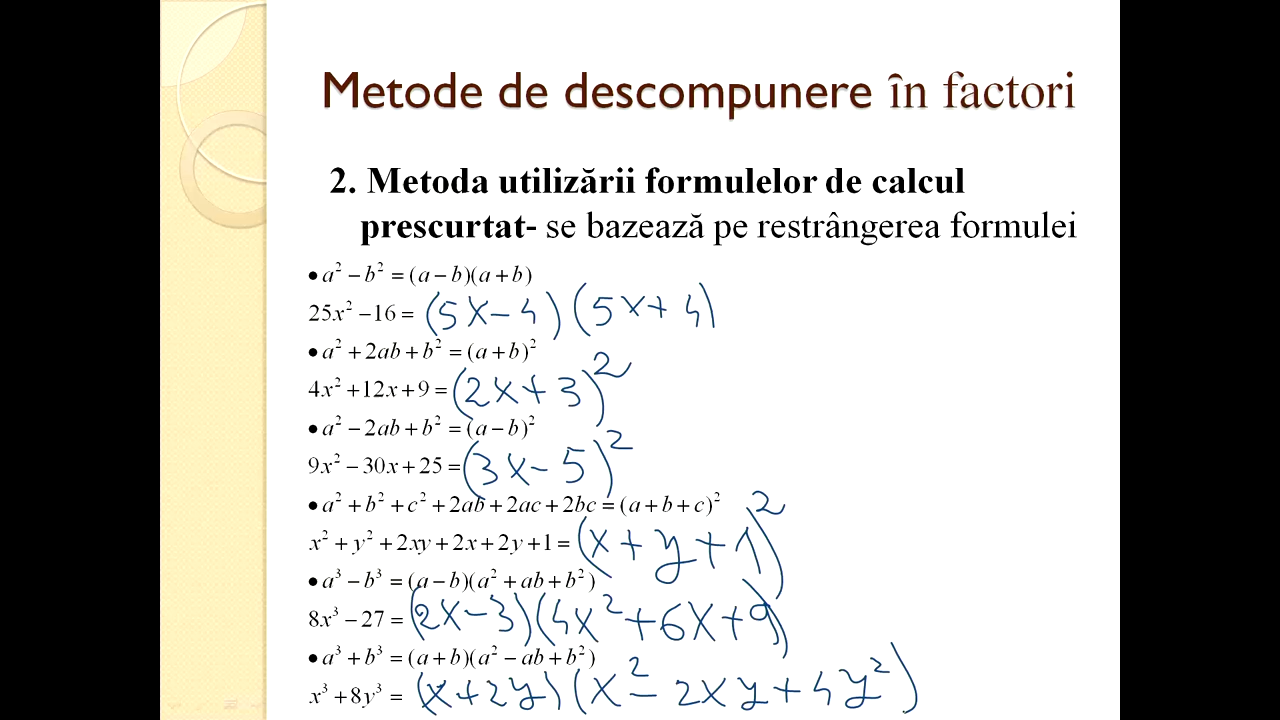 Metode de descompunere în factori
2. Metoda utilizării formulelor de calcul
prescurtat- se bazează pe restrângerea formulei
• a² − b² = (a − b)(a + b)
25x² − 16 = (5x − 4)(5x + 4)
• a² + 2ab + b² = (a + b)²
4x² + 12x + 9 = (2x + 3)²
• a² − 2ab + b² = (a − b)²
9x² − 30x + 25 = (3x − 5)²
• a² + b² + c² + 2ab + 2ac + 2bc = (a + b + c)²
x² + y² + 2xy + 2x + 2y + 1 = (x + y + 1)²
• a³ − b³ = (a − b)(a² + ab + b²)
8x³ − 27 = (2x − 3)(4x² + 6x + 9)
• a³ + b³ = (a + b)(a² − ab + b²)
x³ + 8y³ = (x + 2y)(x² − 2xy + 4y²)